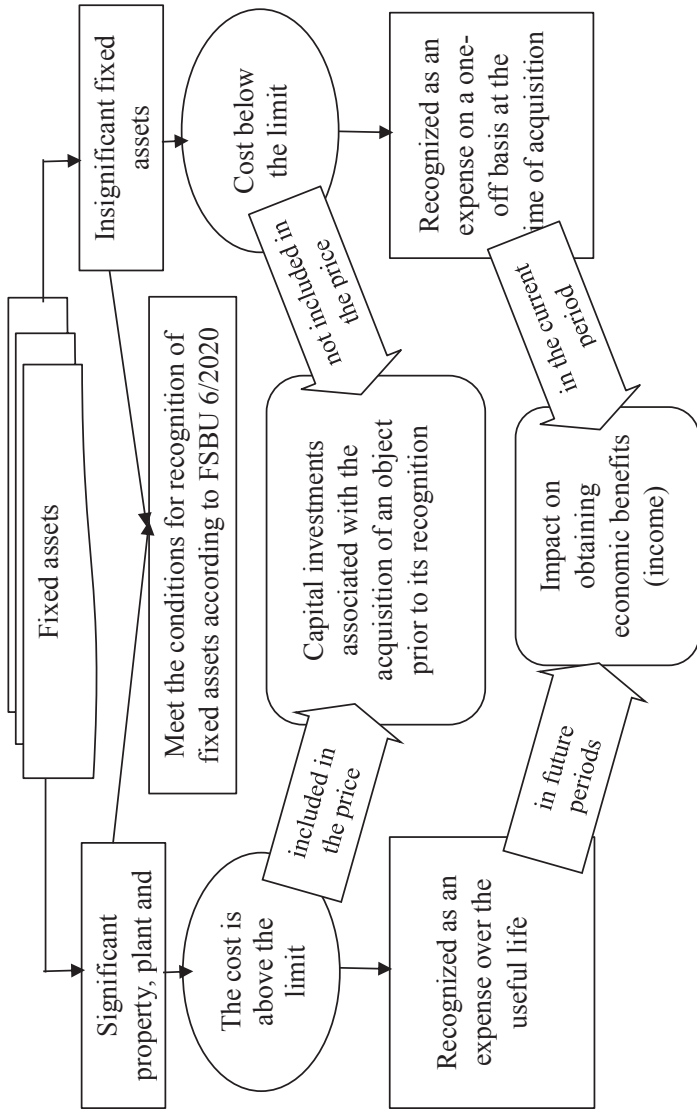 Fixed assets
Significant
property, plant and
Insignificant fixed
assets
Meet the conditions for recognition of
fixed assets according to FSBU 6/2020
The cost is
above the
limit
Cost below
the limit
included in
the price
not included in
the price
Capital investments
associated with the
acquisition of an object
prior to its recognition
Recognized as an
expense over the
useful life
Recognized as an
expense on a one-
off basis at the
ime of acquisition
in future
periods
in the current
period
Impact on
obtaining
economic benefits
(income)